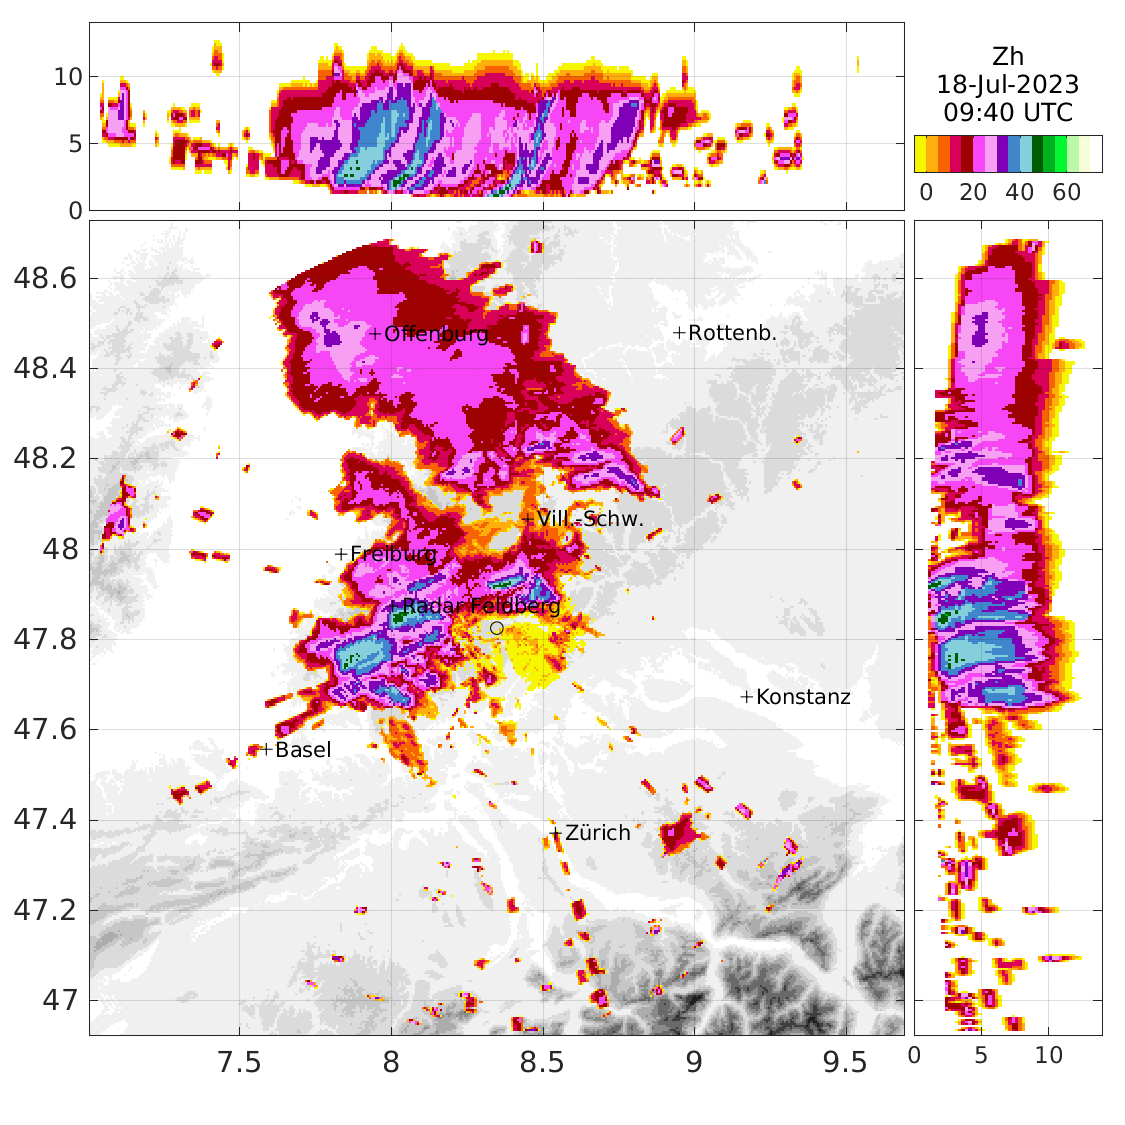 10
5
0
Zh
18-Jul-2023
09:40 UTC
0 20 40 60
48.6
48.4
48.2
48
47.8
47.6
47.4
47.2
47
+Offenburg
+Rottenb.
+Vill.-Schw.
+Freiburg
+Radar Feldberg
+Konstanz
+Basel
+Zürich
7.5 8 8.5 9 9.5
0 5 10